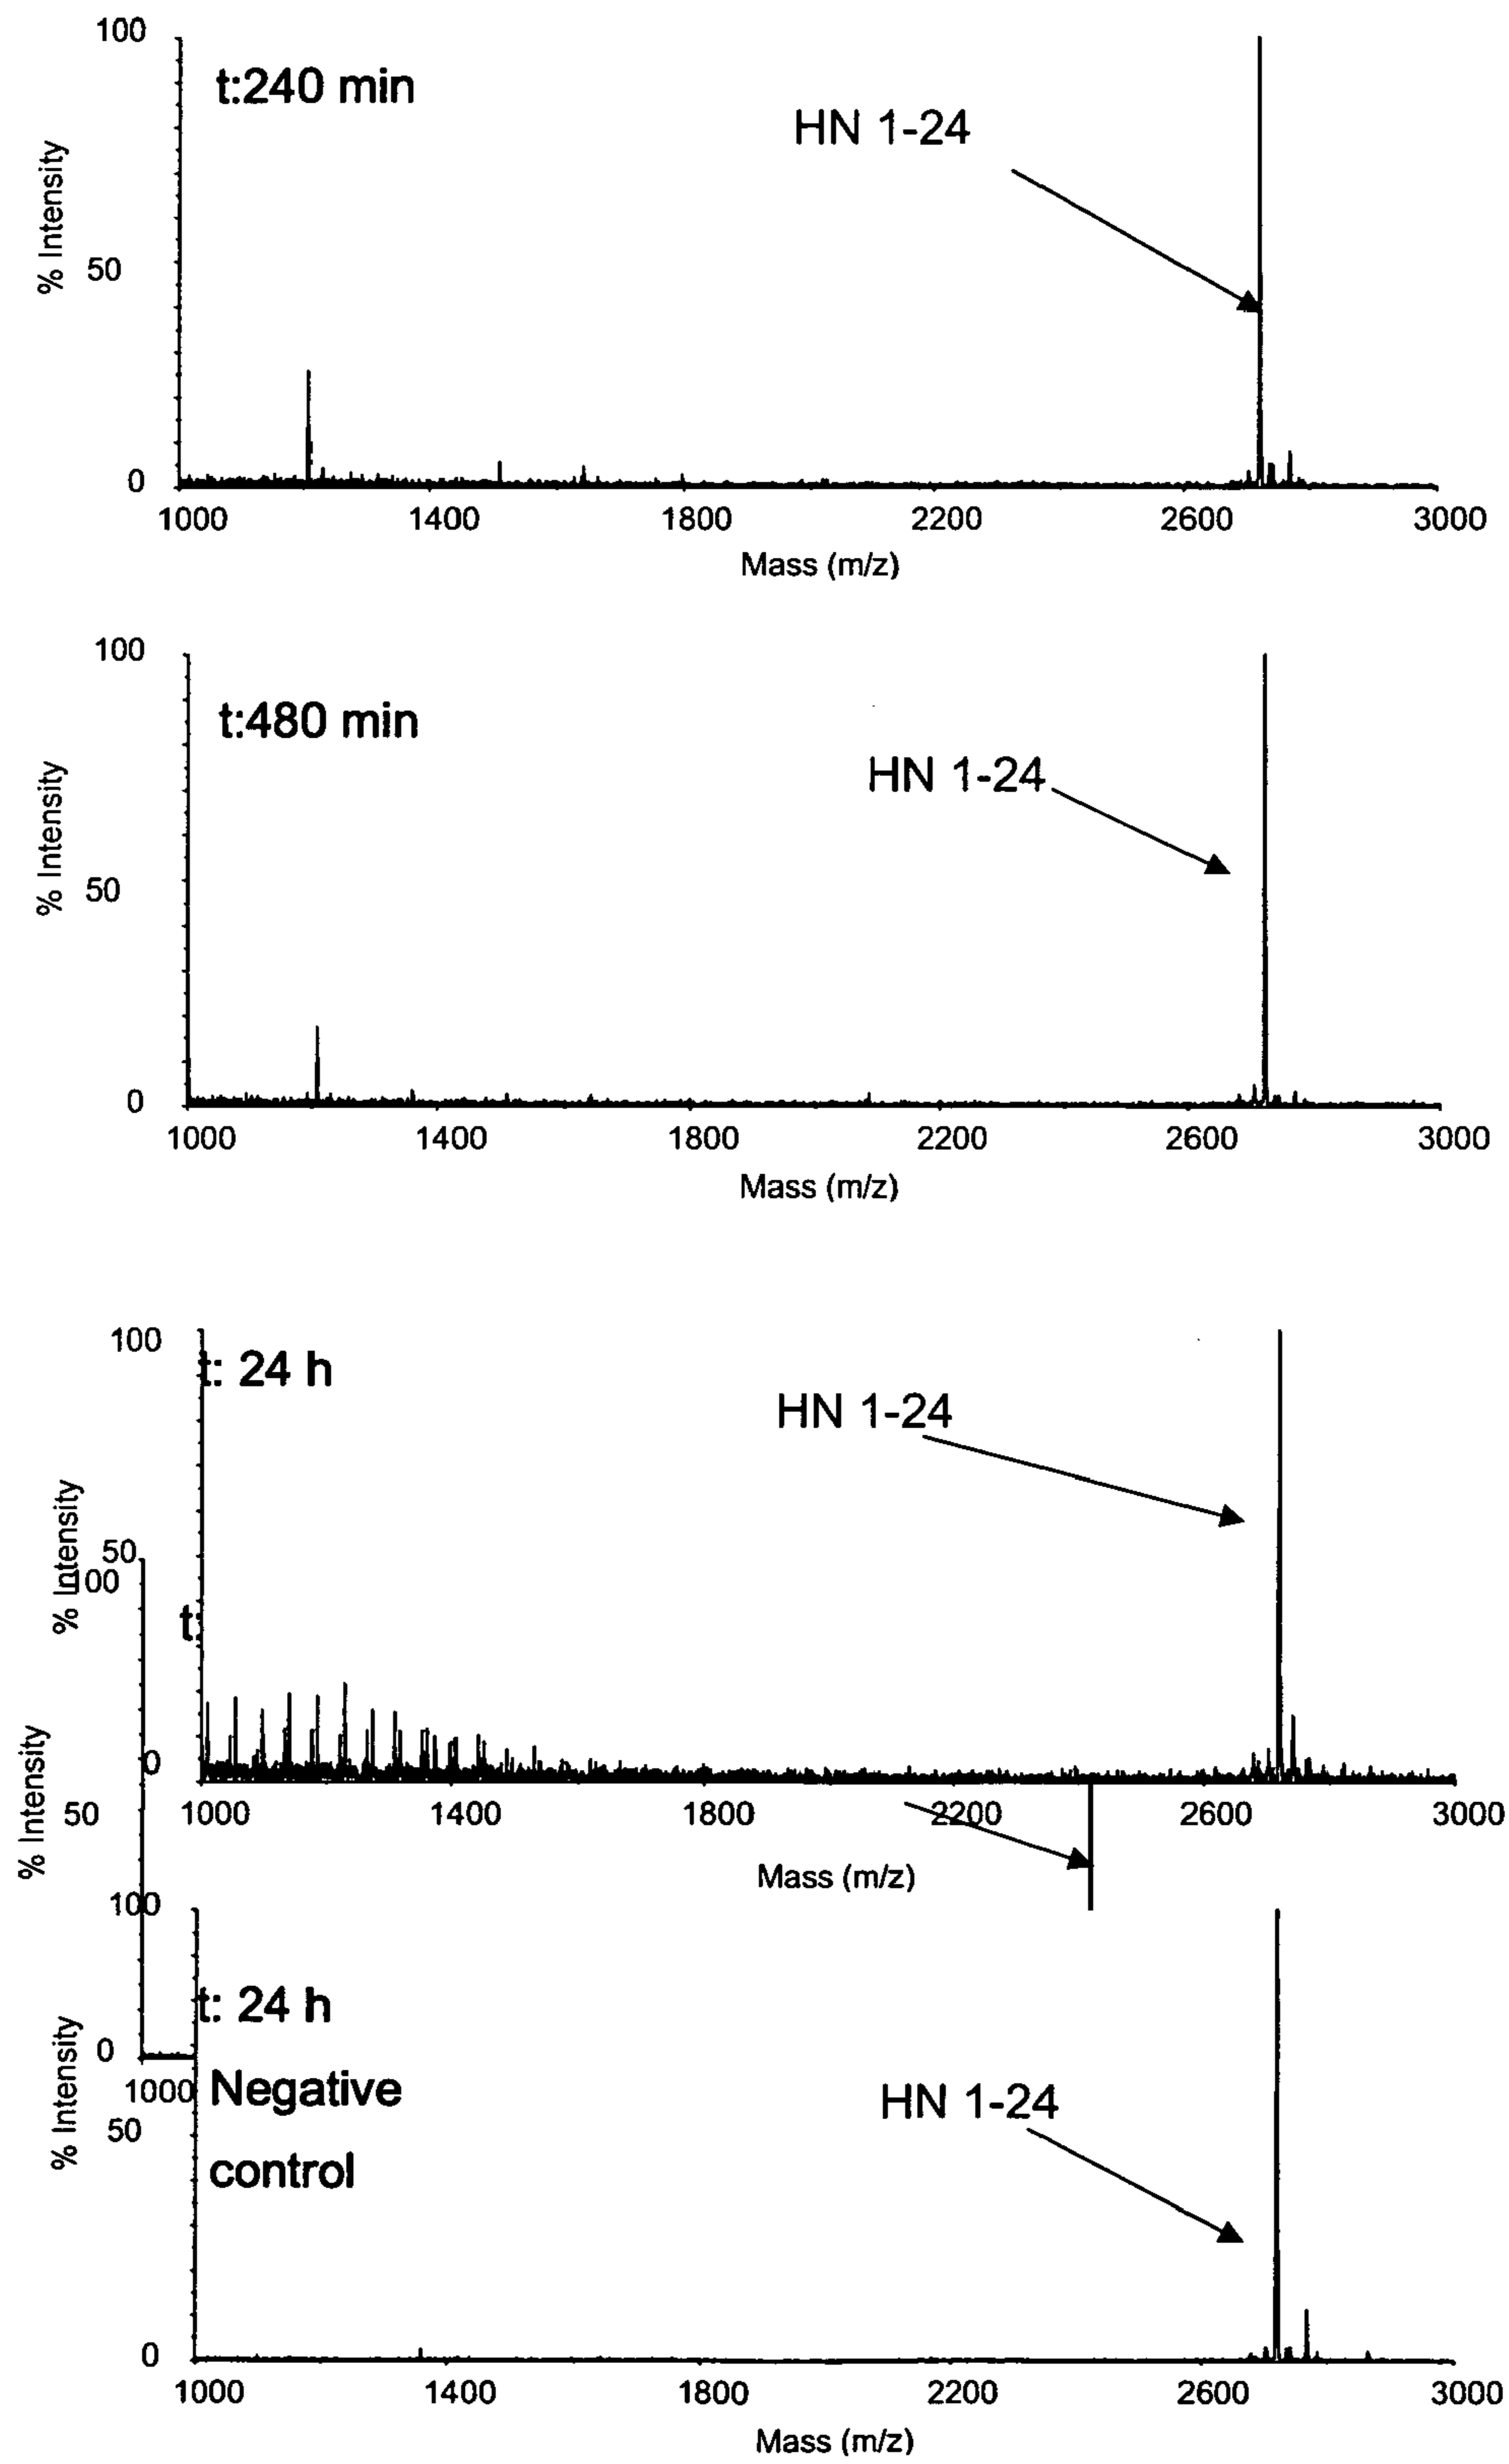 100
t:240 min
HN 1-24
% Intensity
50
0
1000 1400 1800 2200 2600 3000
Mass (m/z)
100
t:480 min
HN 1-24
% Intensity
50
0
1000 1400 1800 2200 2600 3000
Mass (m/z)
100
t: 24 h
HN 1-24
% Intensity
50
100
t:
0
1000 1400 1800 2200 2600 3000
% Intensity
50
Mass (m/z)
100
t: 24 h
% Intensity
0
1000
Negative
HN 1-24
50
control
0
1000 1400 1800 2200 2600 3000
Mass (m/z)